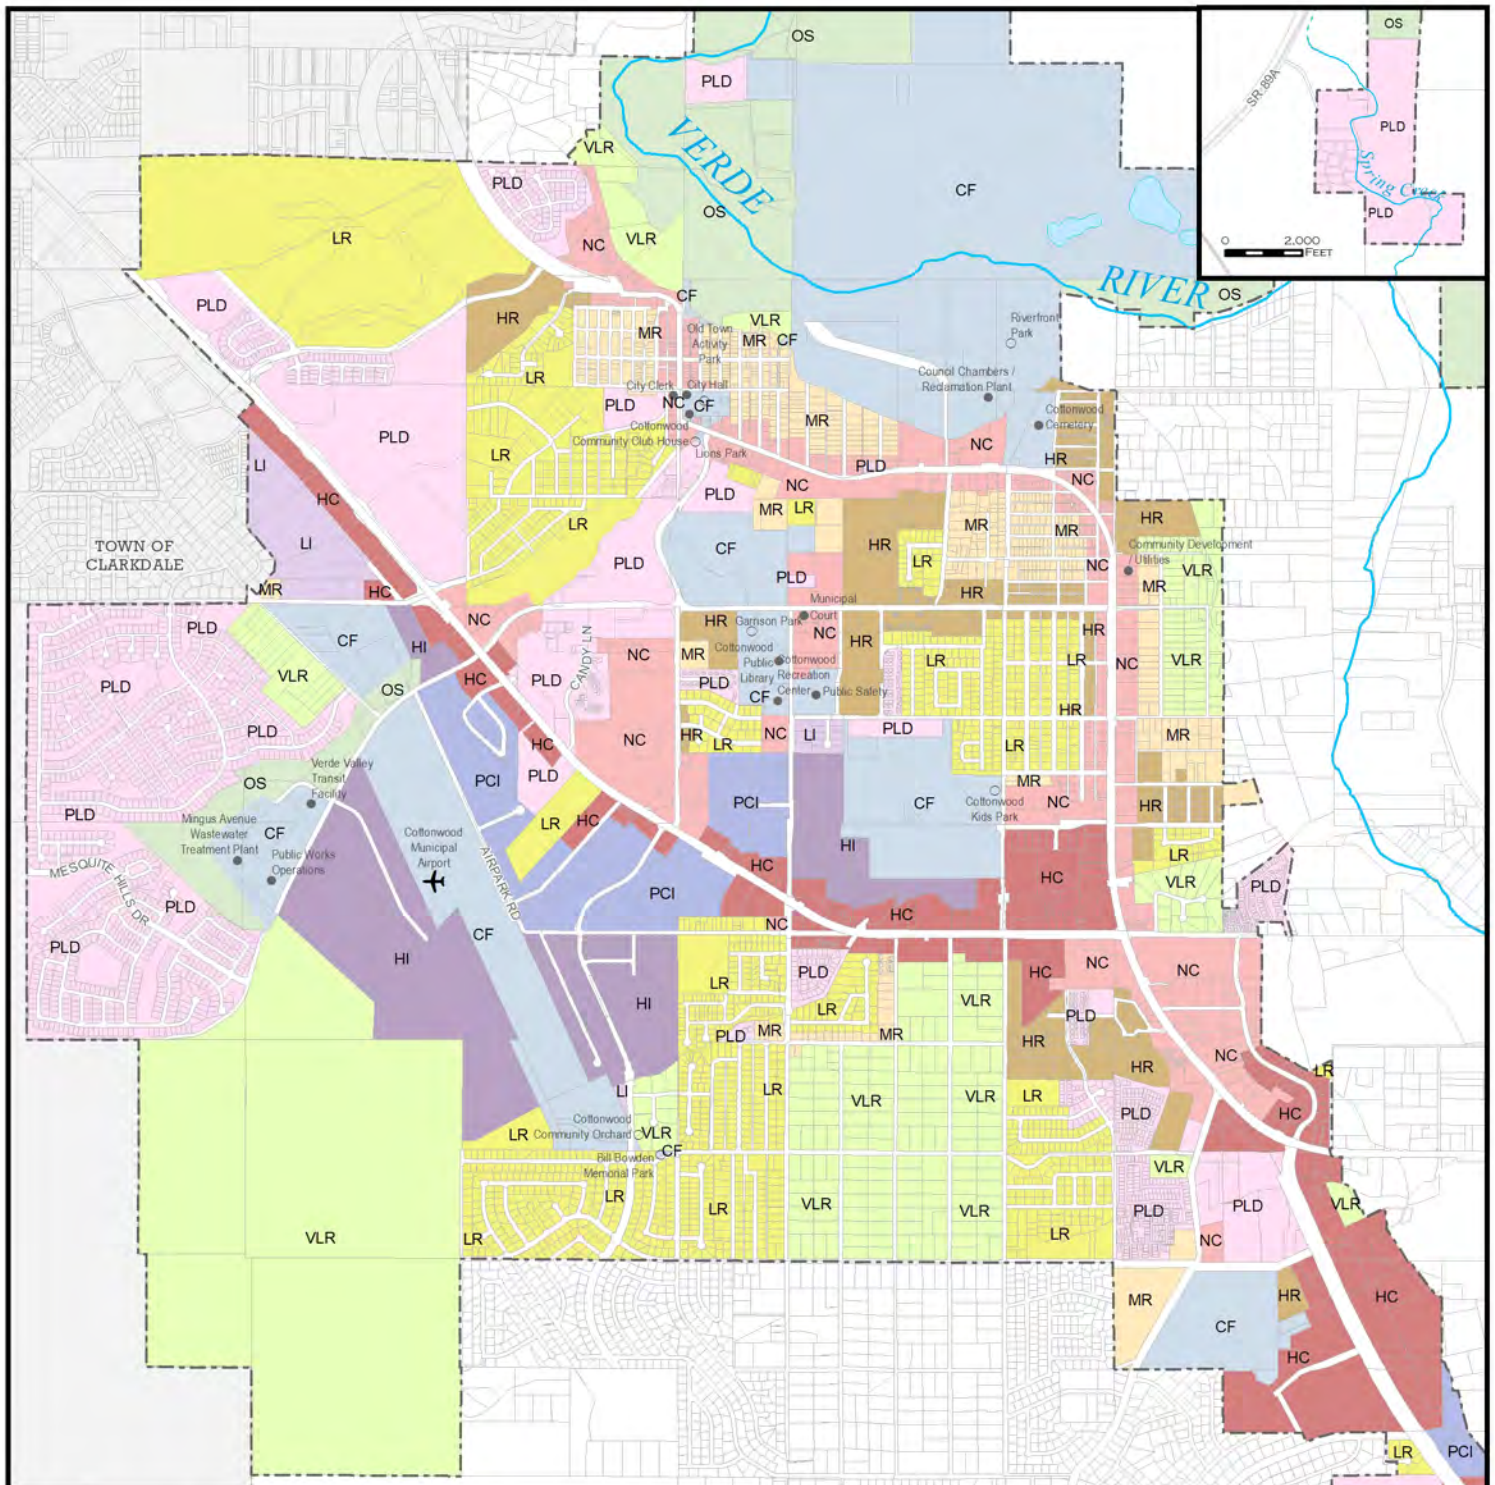 OS
OS
SR 89A
PLD
PLD
Spring Creek
PLD
0 2,000
FEET
PLD
VLR
VERDE
CF
PLD
OS
LR
NC
VLR
RIVER
OS
CF
PLD
HR
VLR
Riverfront
Park
MR
Old Town
Activity
Park
MR
CF
LR
Council Chambers /
Reclamation Plant
City Clerk
City Hall
PLD
NC
CF
Cottonwood
Cemetery
MR
Cottonwood
Community Club House
PLD
Lions Park
NC
LR
HR
LI
PLD
HC
NC
NC
PLD
MR
LR
HR
LR
MR
MR
LI
HR
CF
TOWN OF
CLARKDALE
Community Development
/ Utilities
PLD
LR
NC
VLR
PLD
MR
MR
HC
HR
Municipal
Court
NC
HR
Garrison Park
PLD
NC
HR
CF
HI
CANDY LN
NC
MR
Cottonwood
Public
Library
Cottonwood
Recreation
Center
HR
LR
LR
NC
VLR
VLR
PLD
OS
HC
PLD
PLD
CF
Public Safety
HR
PLD
HR
LR
NC
LI
PLD
MR
NC
HC
LR
Verde Valley
Transit
Facility
OS
PCI
PLD
MR
PCI
CF
Cottonwood
Kids Park
NC
HR
PLD
Mingus Avenue
Wastewater
Treatment Plant
CF
LR
HC
Public Works
Operations
Cottonwood
Municipal
Airport
HI
LR
AIRPARK RD
HC
HC
VLR
PLD
MESQUITE HILLS DR
PLD
PCI
HC
NC
CF
PLD
HI
PLD
HC
NC
NC
LR
HI
LR
VLR
PLD
PLD
MR
MR
HR
NC
HR
LR
LI
LR
VLR
VLR
LR
PLD
HC
LR
Cottonwood
Community Orchard
VLR
CF
Bill Bowden
Memorial Park
VLR
LR
LR
VLR
VLR
PLD
PLD
VLR
VLR
LR
LR
NC
MR
HR
HC
CF
HC
LR
PCI